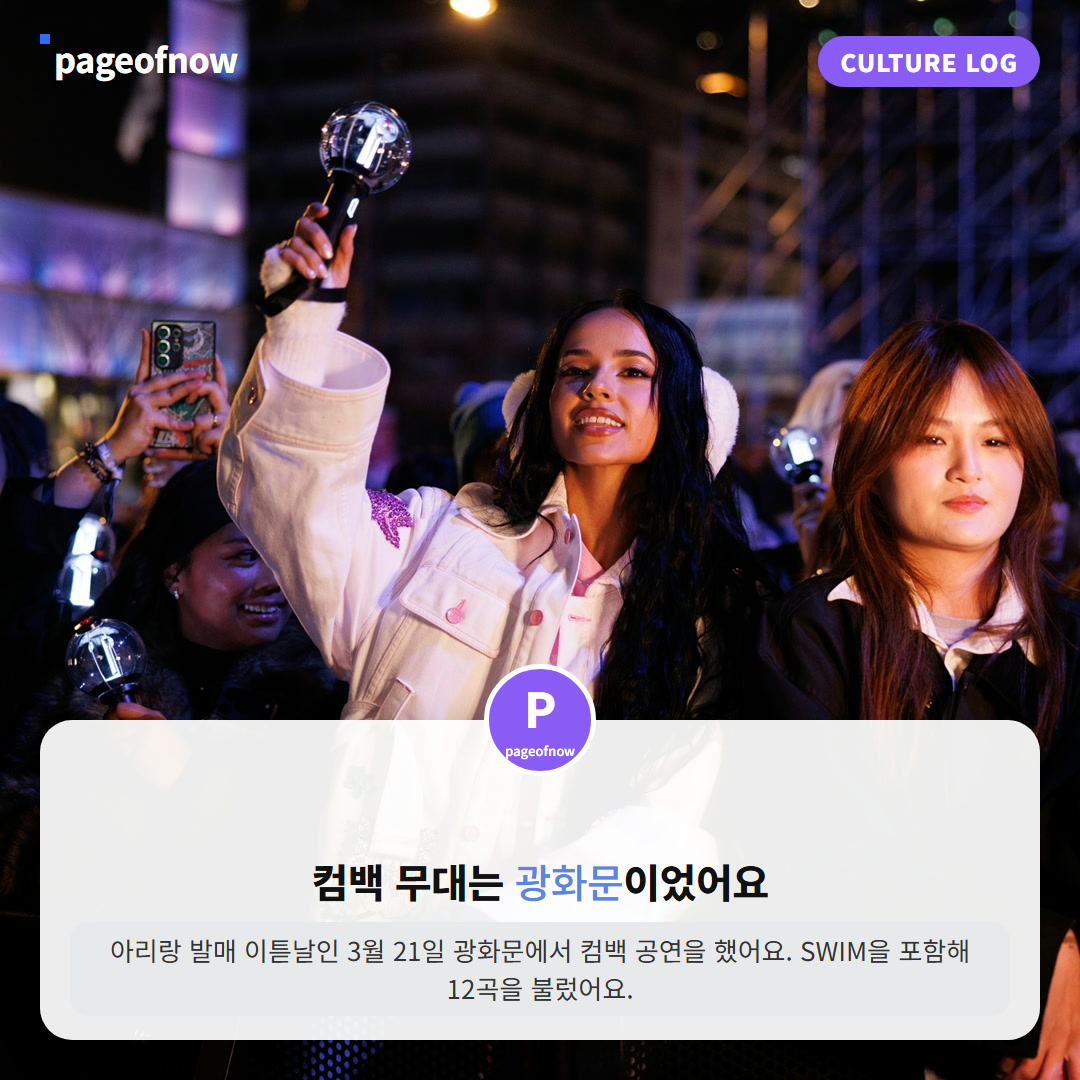 pageofnow
CULTURE LOG
P
pageofnow
컴백 무대는 광화문이었어요
아리랑 발매 이튿날인 3월 21일 광화문에서 컴백 공연을 했어요. SWIM을 포함해
12곡을 불렀어요.